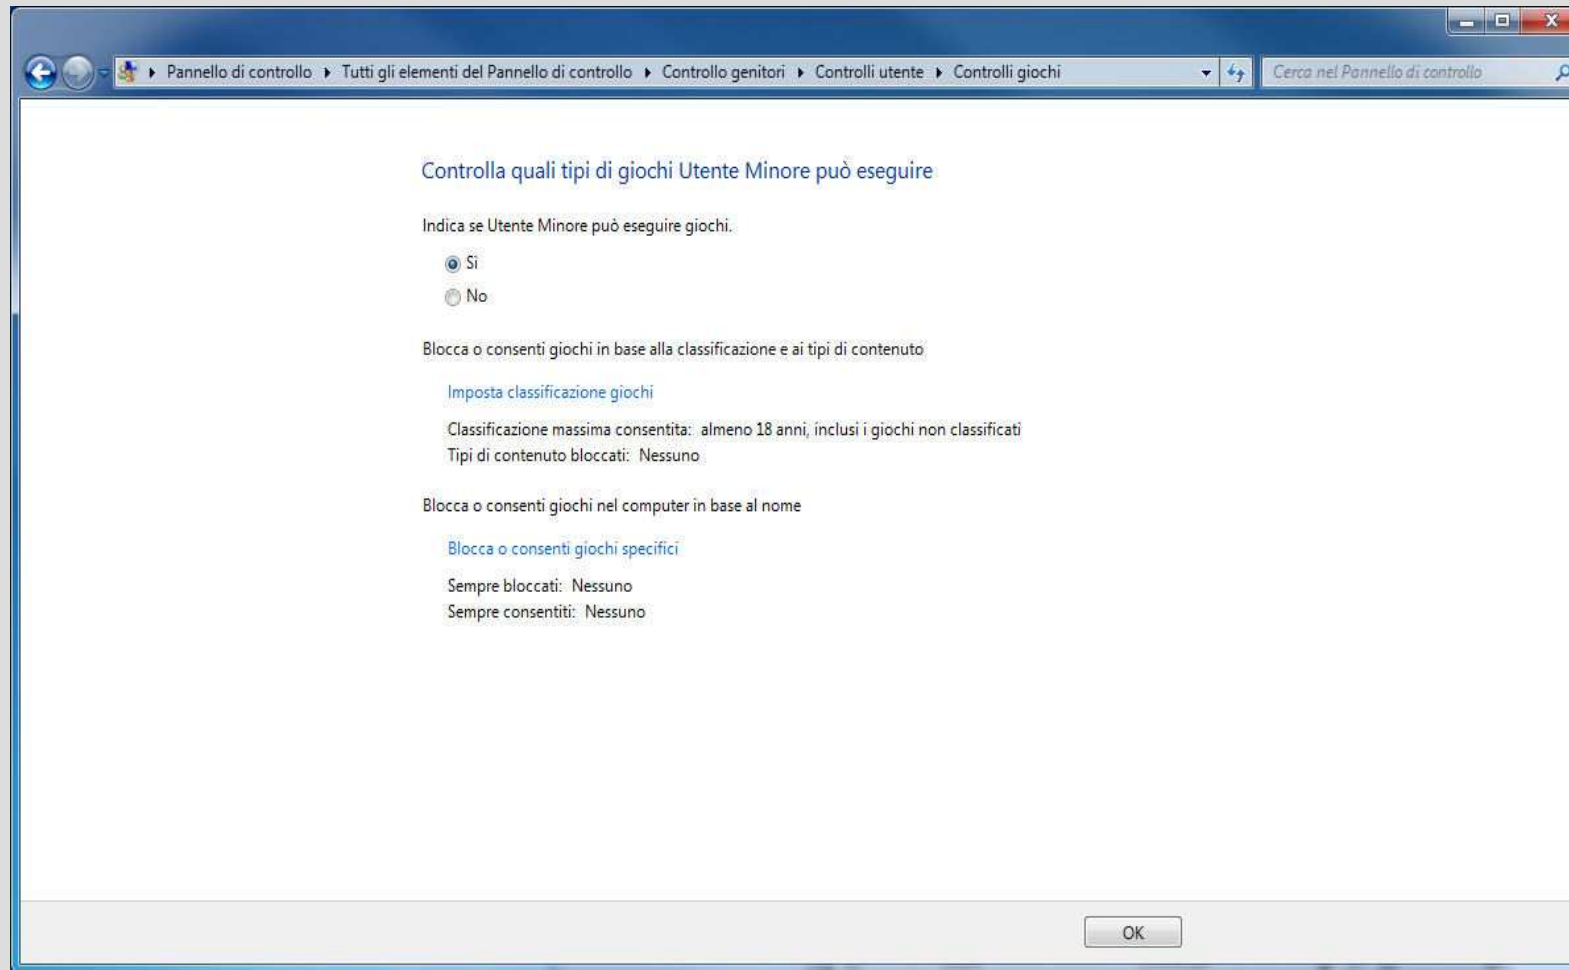 Pannello di controllo Tutti gli elementi del Pannello di controllo Controllo genitori Controlli utente Controlli giochi
Cerca nel Pannello di controllo
Controlla quali tipi di giochi Utente Minore può eseguire
Indica se Utente Minore può eseguire giochi.
Sì
No
Blocca o consenti giochi in base alla classificazione e ai tipi di contenuto
Imposta classificazione giochi
Classificazione massima consentita: almeno 18 anni, inclusi i giochi non classificati
Tipi di contenuto bloccati: Nessuno
Blocca o consenti giochi nel computer in base al nome
Blocca o consenti giochi specifici
Sempre bloccati: Nessuno
Sempre consentiti: Nessuno
OK